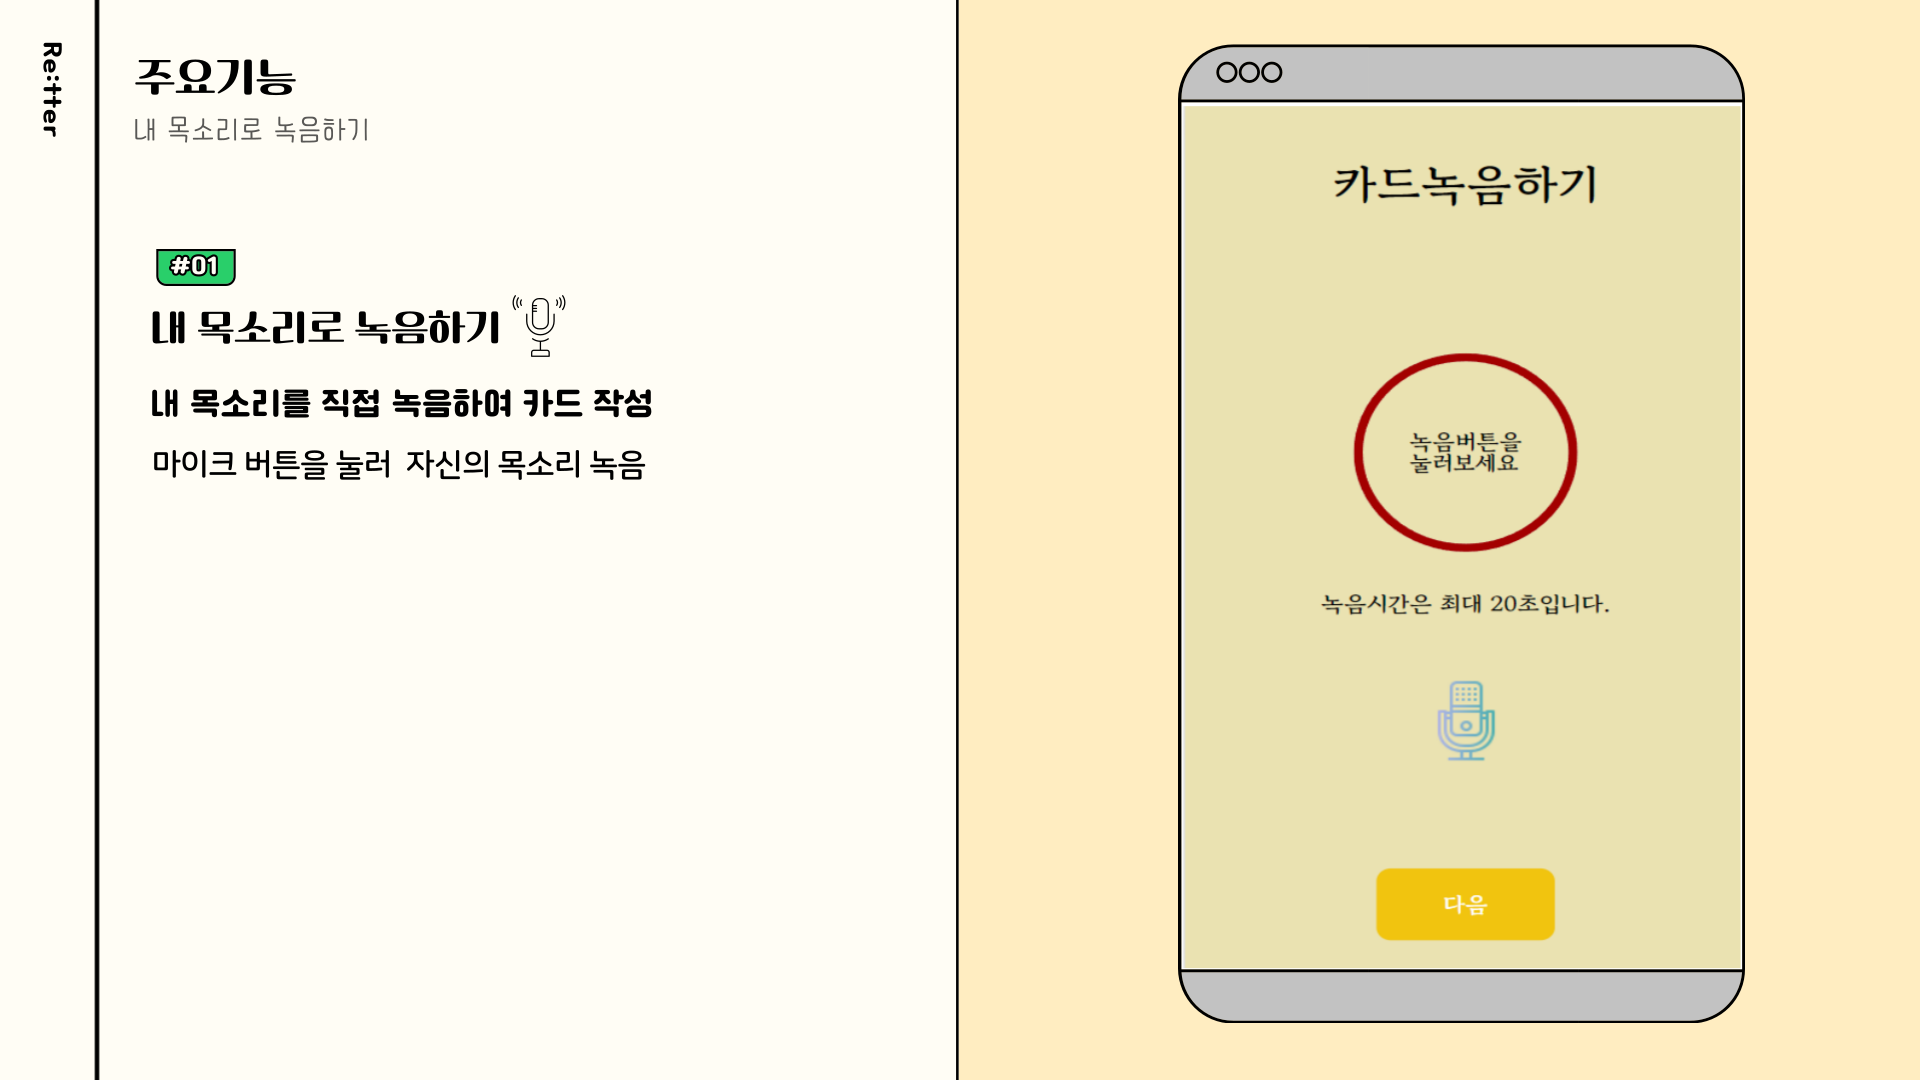 Re:tter
주요기능
내 목소리로 녹음하기
#01
내 목소리로 녹음하기
내 목소리를 직접 녹음하여 카드 작성
마이크 버튼을 눌러 자신의 목소리 녹음
카드녹음하기
녹음버튼을
눌러보세요
녹음시간은 최대 20초입니다.
다음